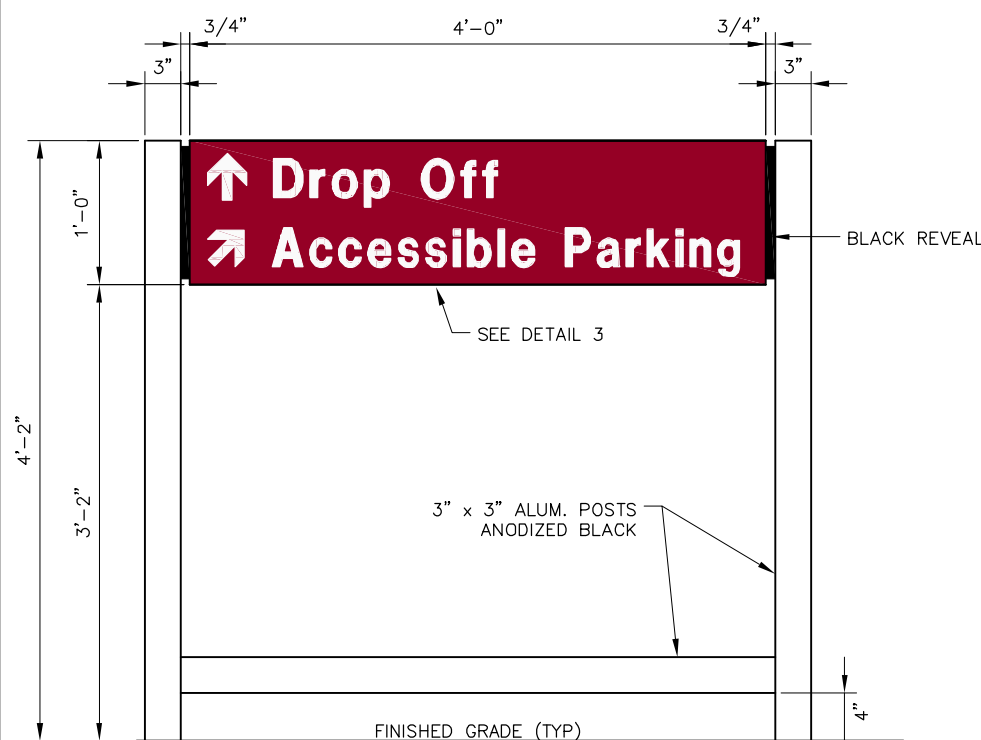 3/4"
4'-0"
3/4"
3"
3"
Drop Off
Accessible Parking
1'-0"
BLACK REVEAL
SEE DETAIL 3
4'-2"
3'-2"
3" x 3" ALUM. POSTS
ANODIZED BLACK
4"
FINISHED GRADE (TYP)